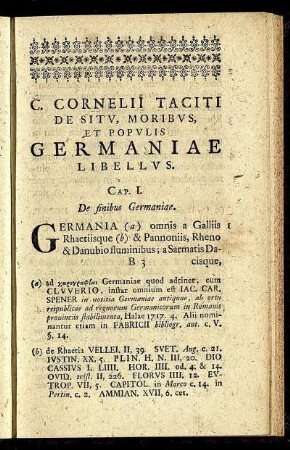 C. CORNELII TACITI
DE SITV, MORIBVS,
ET POPVLIS
GERMANIAE
LIBELLVS.
CAP. I.
De finibus Germaniae.
GERMANIA (a) omnis a Galliis 1
Rhaetiisque (b) & Pannoniis, Rheno
& Danubio fluminibus; a Sarmatis Da-
B 3 cisque,
(a) ad χωρογραφίαν Germaniae quod adtinet, cum
CLVVERIO, instar omnium est IAC. CAR.
SPENER in notitia Germaniae antiquae, ab ortu
reipublicae ad regnorum Germanicorum in Romanis
provinciis stabilimenta, Halae 1717. 4. Alii nomi-
nantur etiam in FABRICII bibliogr. ant. c. V.
§. 14.
(b) de Rhaetia VELLEI, II, 39. SVET. Aug. c. 21.
IVSTIN. XX, 5. PLIN. H. N. III, 20. DIO
CASSIVS L. LIIII. HOR. IIII. od. 4. & 14
OVID. trist. II, 226. FLORVS IIII, 12. EV-
TROP. VII, 5. CAPITOL. in Marco c. 14. in
Pertin. c. 2. AMMIAN. XVII, 6. cet.